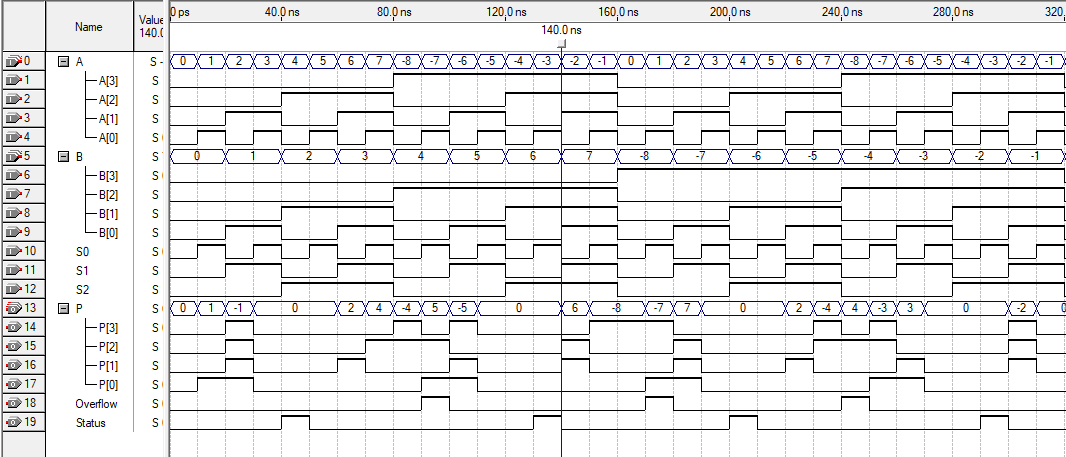 Name Value 0 ps 40.0 ns 80.0 ns 120.0 ns 160.0 ns 200.0 ns 240.0 ns 280.0 ns 320.
140.0 140.0 ns
0 A S - 0 1 2 3 4 5 6 7 -8 -7 -6 -5 -4 -3 -2 -1 0 1 2 3 4 5 6 7 -8 -7 -6 -5 -4 -3 -2 -1
1 A[3] S
2 A[2] S
3 A[1] S
4 A[0] S
5 B S 0 1 2 3 4 5 6 7 -8 -7 -6 -5 -4 -3 -2 -1
6 B[3] S
7 B[2] S
8 B[1] S
9 B[0] S
10 S0 S
11 S1 S
12 S2 S
13 P S 0 1 -1 0 2 4 -4 5 -5 0 6 -8 -7 7 0 2 -4 4 -3 3 0 -2 0
14 P[3] S
15 P[2] S
16 P[1] S
17 P[0] S
18 Overflow S
19 Status S